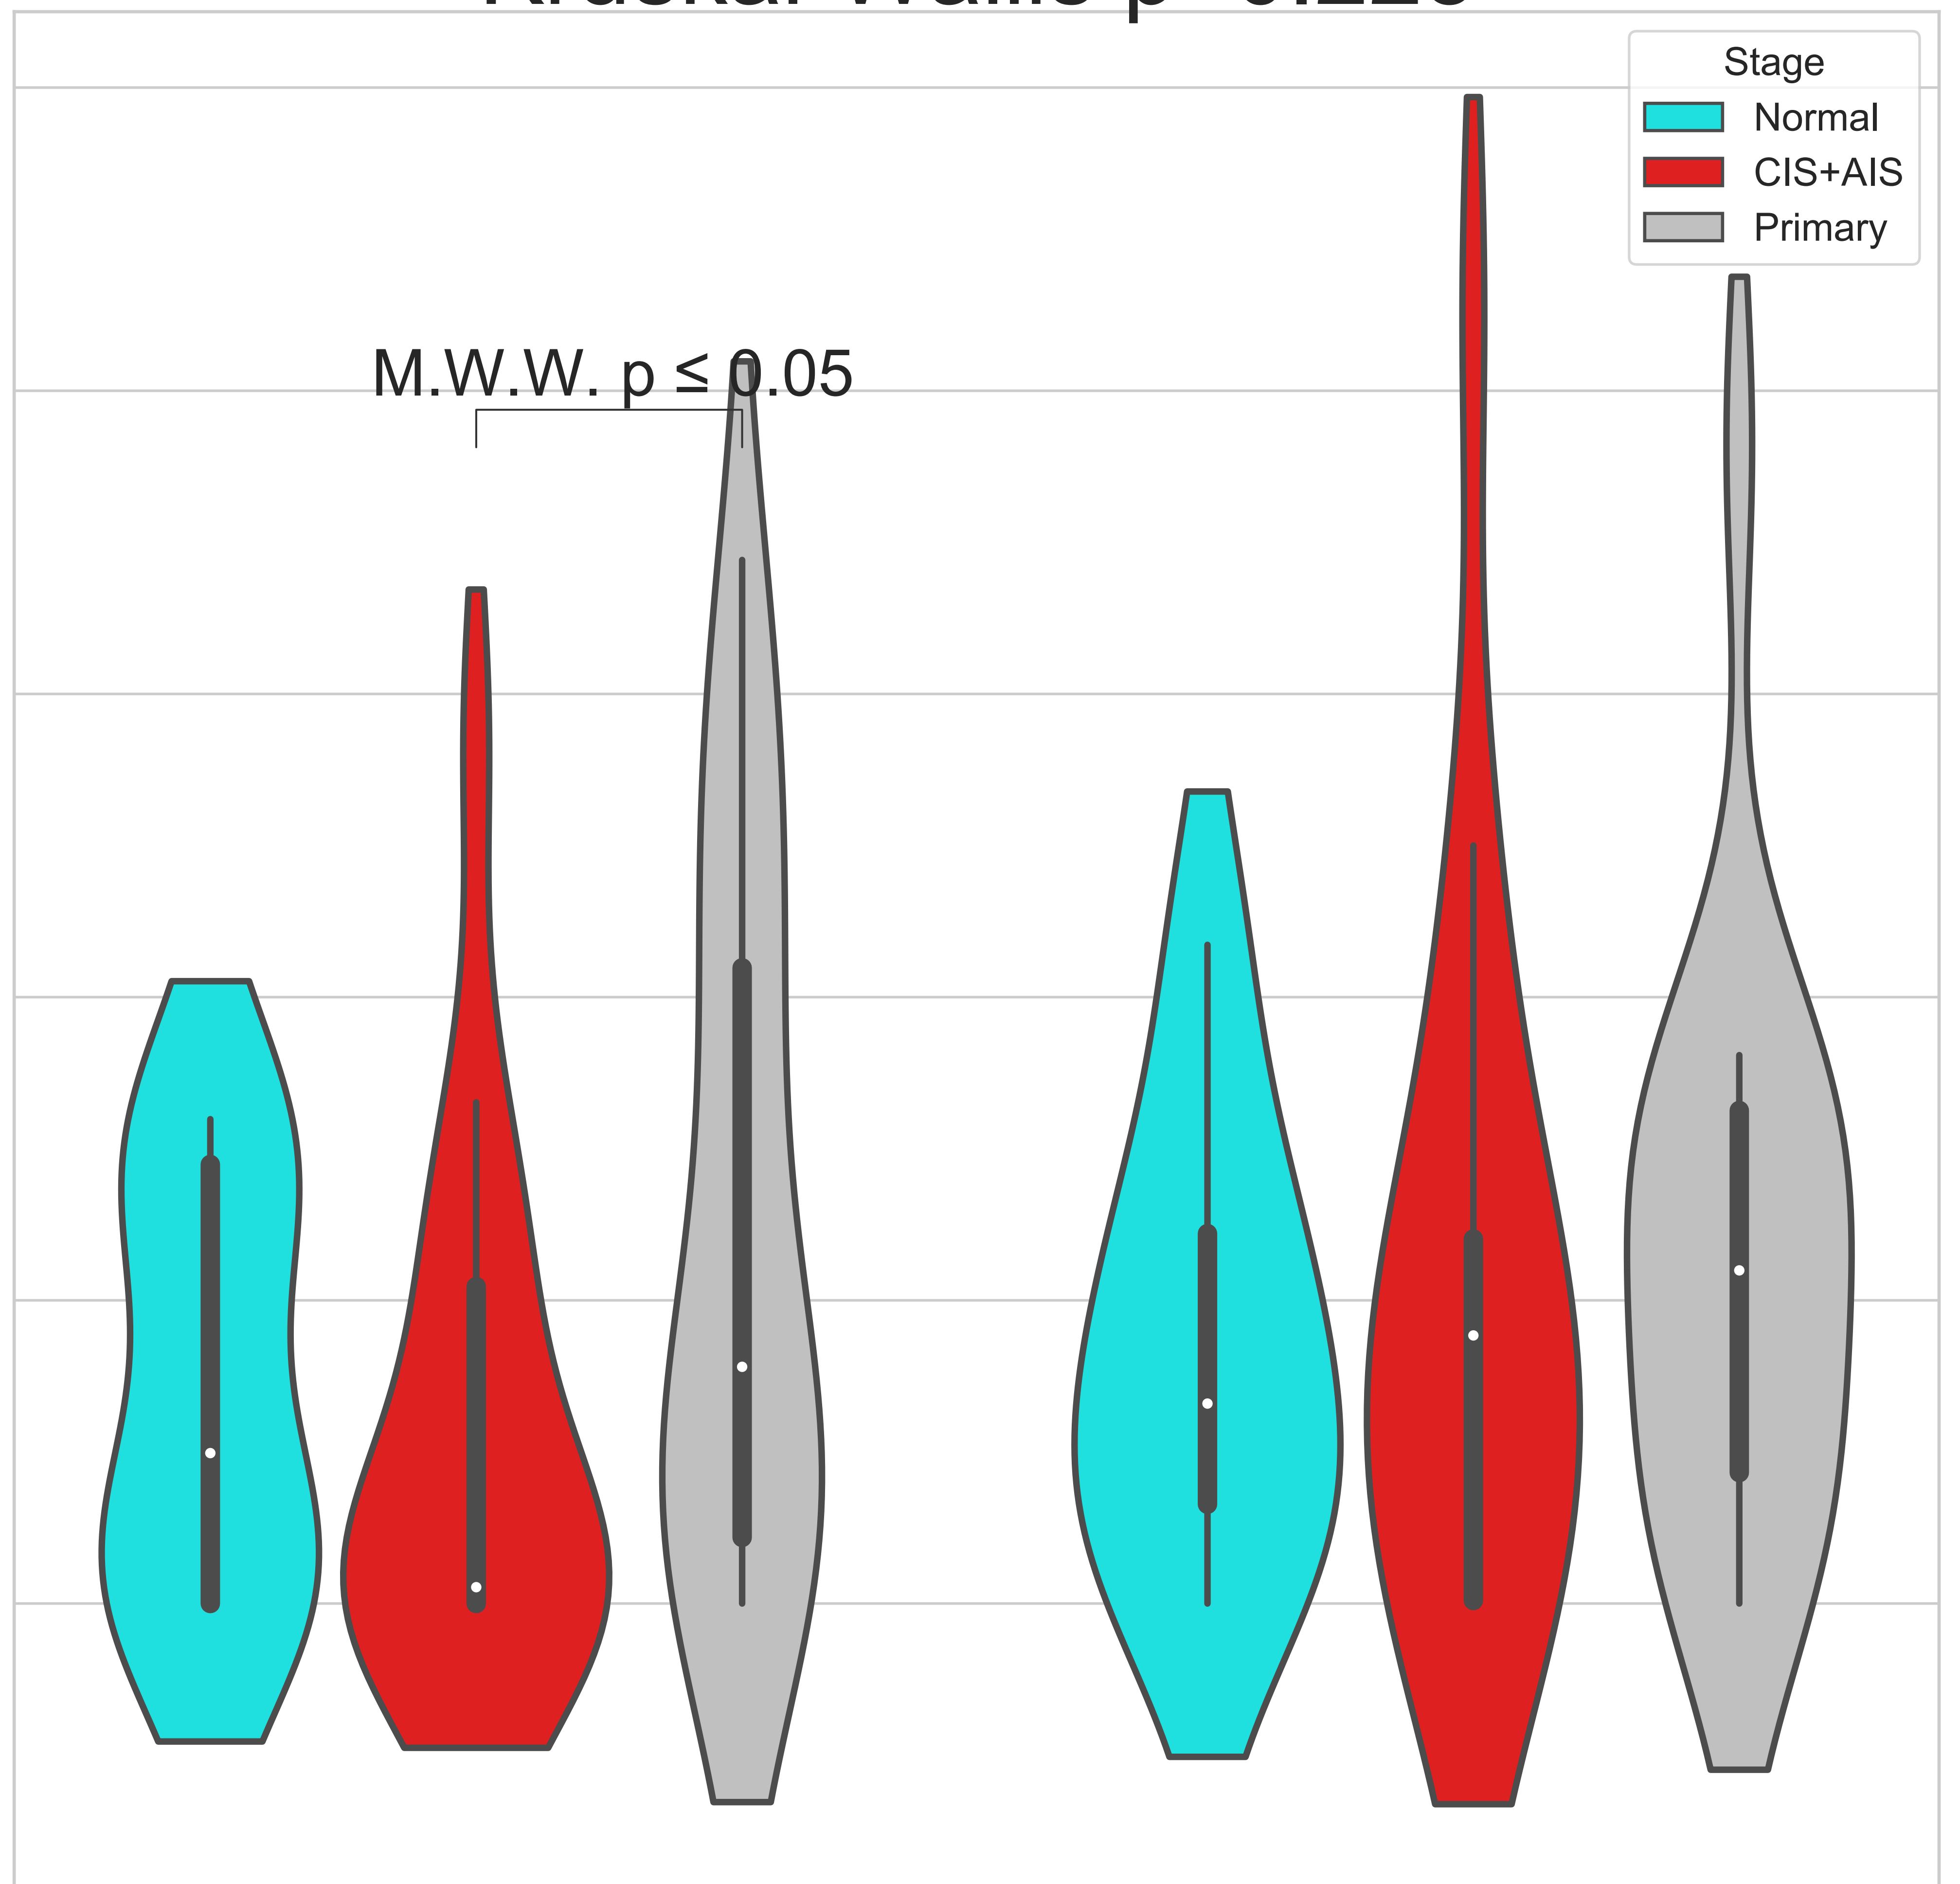 Stage
Normal
CIS+AIS
Primary
M.W.W. p ≤ 0.05